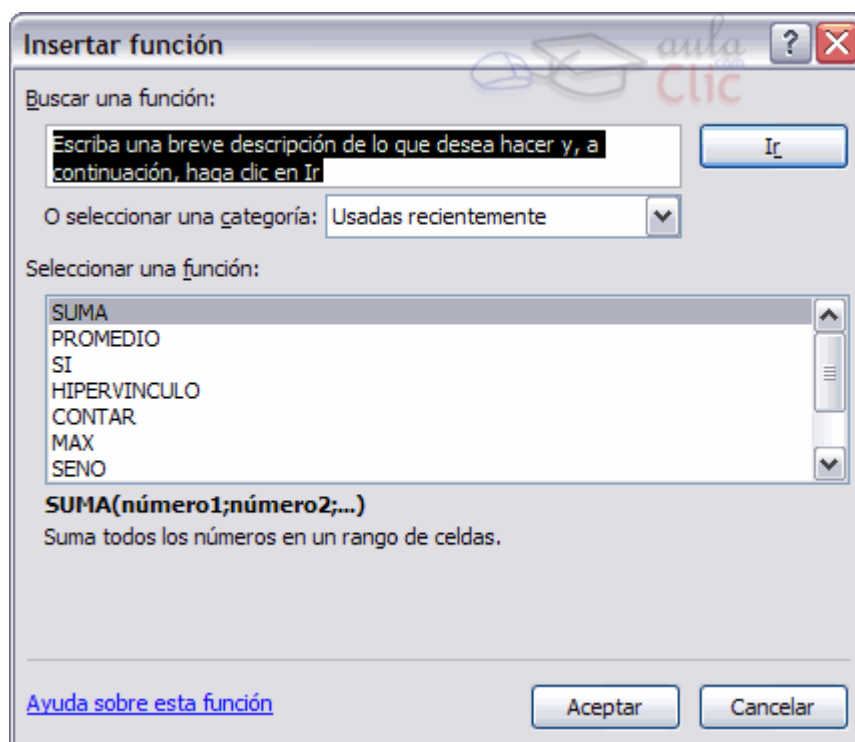 Insertar función
aula
.com
Clic
?
Buscar una función:
Escriba una breve descripción de lo que desea hacer y, a
continuación, haga clic en Ir
Ir
O seleccionar una categoría: Usadas recientemente
Seleccionar una función:
SUMA
PROMEDIO
SI
HIPERVINCULO
CONTAR
MAX
SENO
SUMA(número1;número2;...)
Suma todos los números en un rango de celdas.
Ayuda sobre esta función
Aceptar
Cancelar